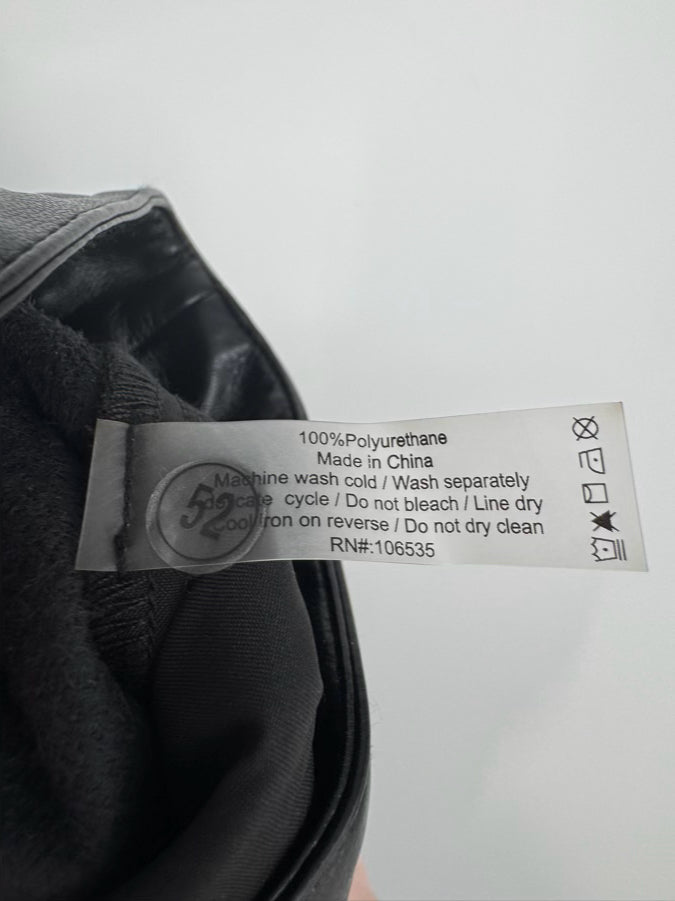 100%Polyurethane
Made in China
Machine wash cold / Wash separately
delicate cycle / Do not bleach / Line dry
Cool iron on reverse / Do not dry clean
RN#:106535
52